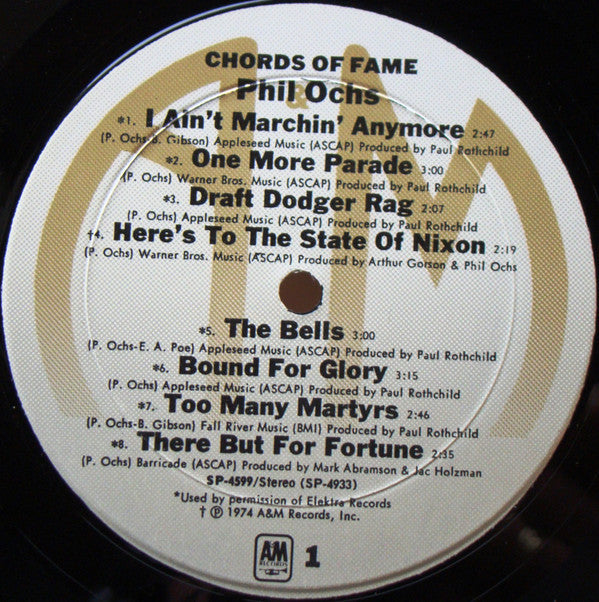 CHORDS OF FAME
Phil Ochs
*1. I Ain't Marchin' Anymore 2:47
(P. Ochs-B. Gibson) Appleseed Music (ASCAP) Produced by Paul Rothchild
*2. One More Parade 3:00
(P. Ochs) Warner Bros. Music (ASCAP) Produced by Paul Rothchild
*3. Draft Dodger Rag 2:07
(P. Ochs) Appleseed Music (ASCAP) Produced by Paul Rothchild
†4. Here's To The State Of Nixon 2:19
(P. Ochs) Warner Bros. Music (ASCAP) Produced by Arthur Gorson & Phil Ochs
*5. The Bells 3:00
(P. Ochs-E. A. Poe) Appleseed Music (ASCAP) Produced by Paul Rothchild
*6. Bound For Glory 3:15
(P. Ochs) Appleseed Music (ASCAP) Produced by Paul Rothchild
*7. Too Many Martyrs 2:46
(P. Ochs-B. Gibson) Fall River Music (BMI) Produced by Paul Rothchild
*8. There But For Fortune 2:35
(P. Ochs) Barricade (ASCAP) Produced by Mark Abramson & Jac Holzman
SP-4599/Stereo (SP-4933)
*Used by permission of Elektra Records
† ℗ 1974 A&M Records, Inc.
A&M RECORDS 1